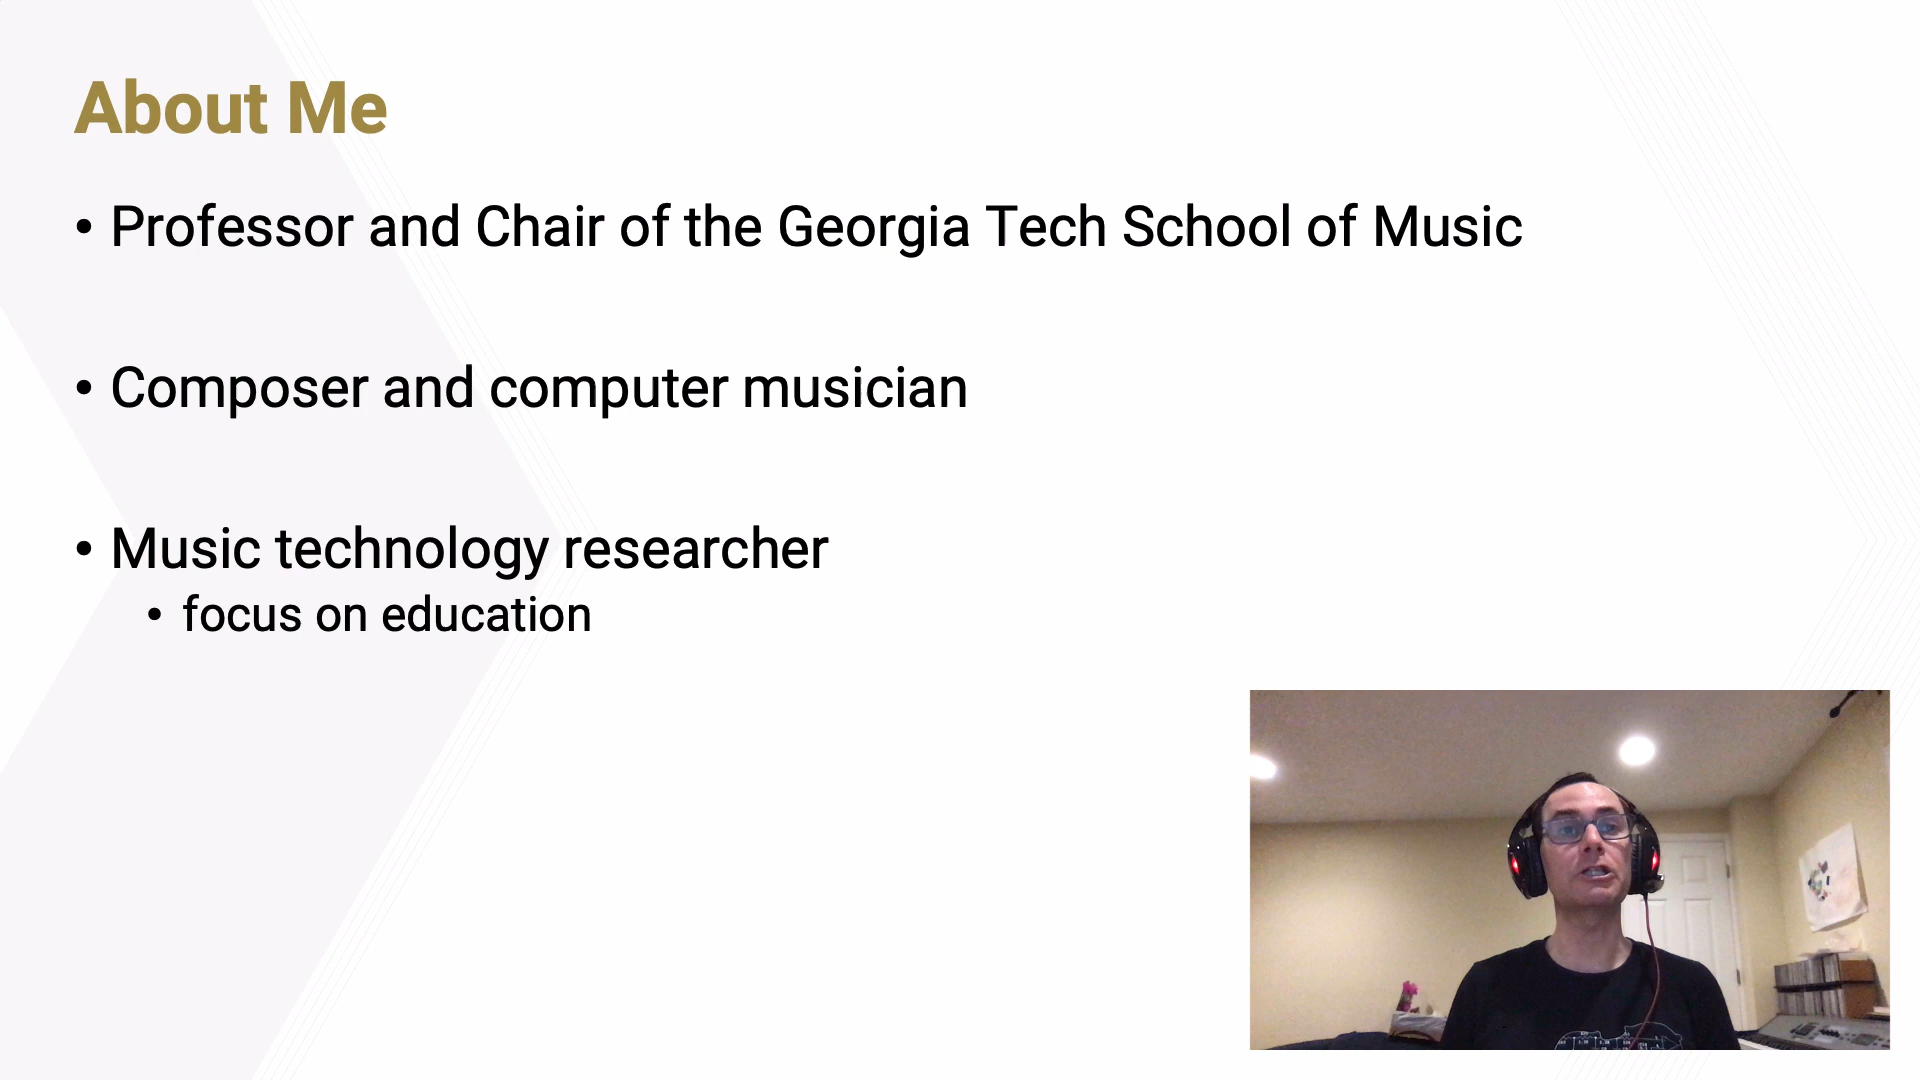 About Me
• Professor and Chair of the Georgia Tech School of Music
• Composer and computer musician
• Music technology researcher
• focus on education